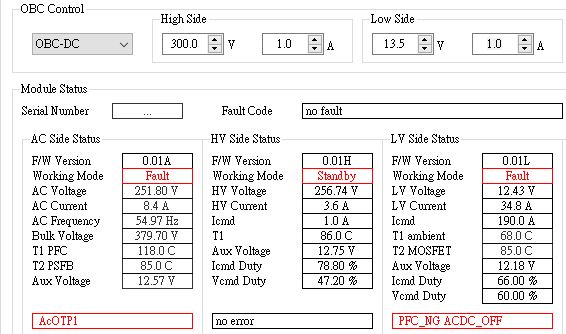 OBC Control
High Side
Low Side
OBC-DC 300.0 V 1.0 A 13.5 V 1.0 A
Module Status
Serial Number ... Fault Code no fault
AC Side Status
F/W Version 0.01A
Working Mode Fault
AC Voltage 251.80 V
AC Current 8.4 A
AC Frequency 54.97 Hz
Bulk Voltage 379.70 V
T1 PFC 118.0 C
T2 PSFB 85.0 C
Aux Voltage 12.57 V
AcOTP1
HV Side Status
F/W Version 0.01H
Working Mode Standby
HV Voltage 256.74 V
HV Current 3.6 A
Icmd 1.0 A
T1 86.0 C
Aux Voltage 12.75 V
Icmd Duty 78.80 %
Vcmd Duty 47.20 %
no error
LV Side Status
F/W Version 0.01L
Working Mode Fault
LV Voltage 12.43 V
LV Current 34.8 A
Icmd 190.0 A
T1 ambient 68.0 C
T2 MOSFET 85.0 C
Aux Voltage 12.18 V
Icmd Duty 66.00 %
Vcmd Duty 60.00 %
PFC_NG ACDC_OFF